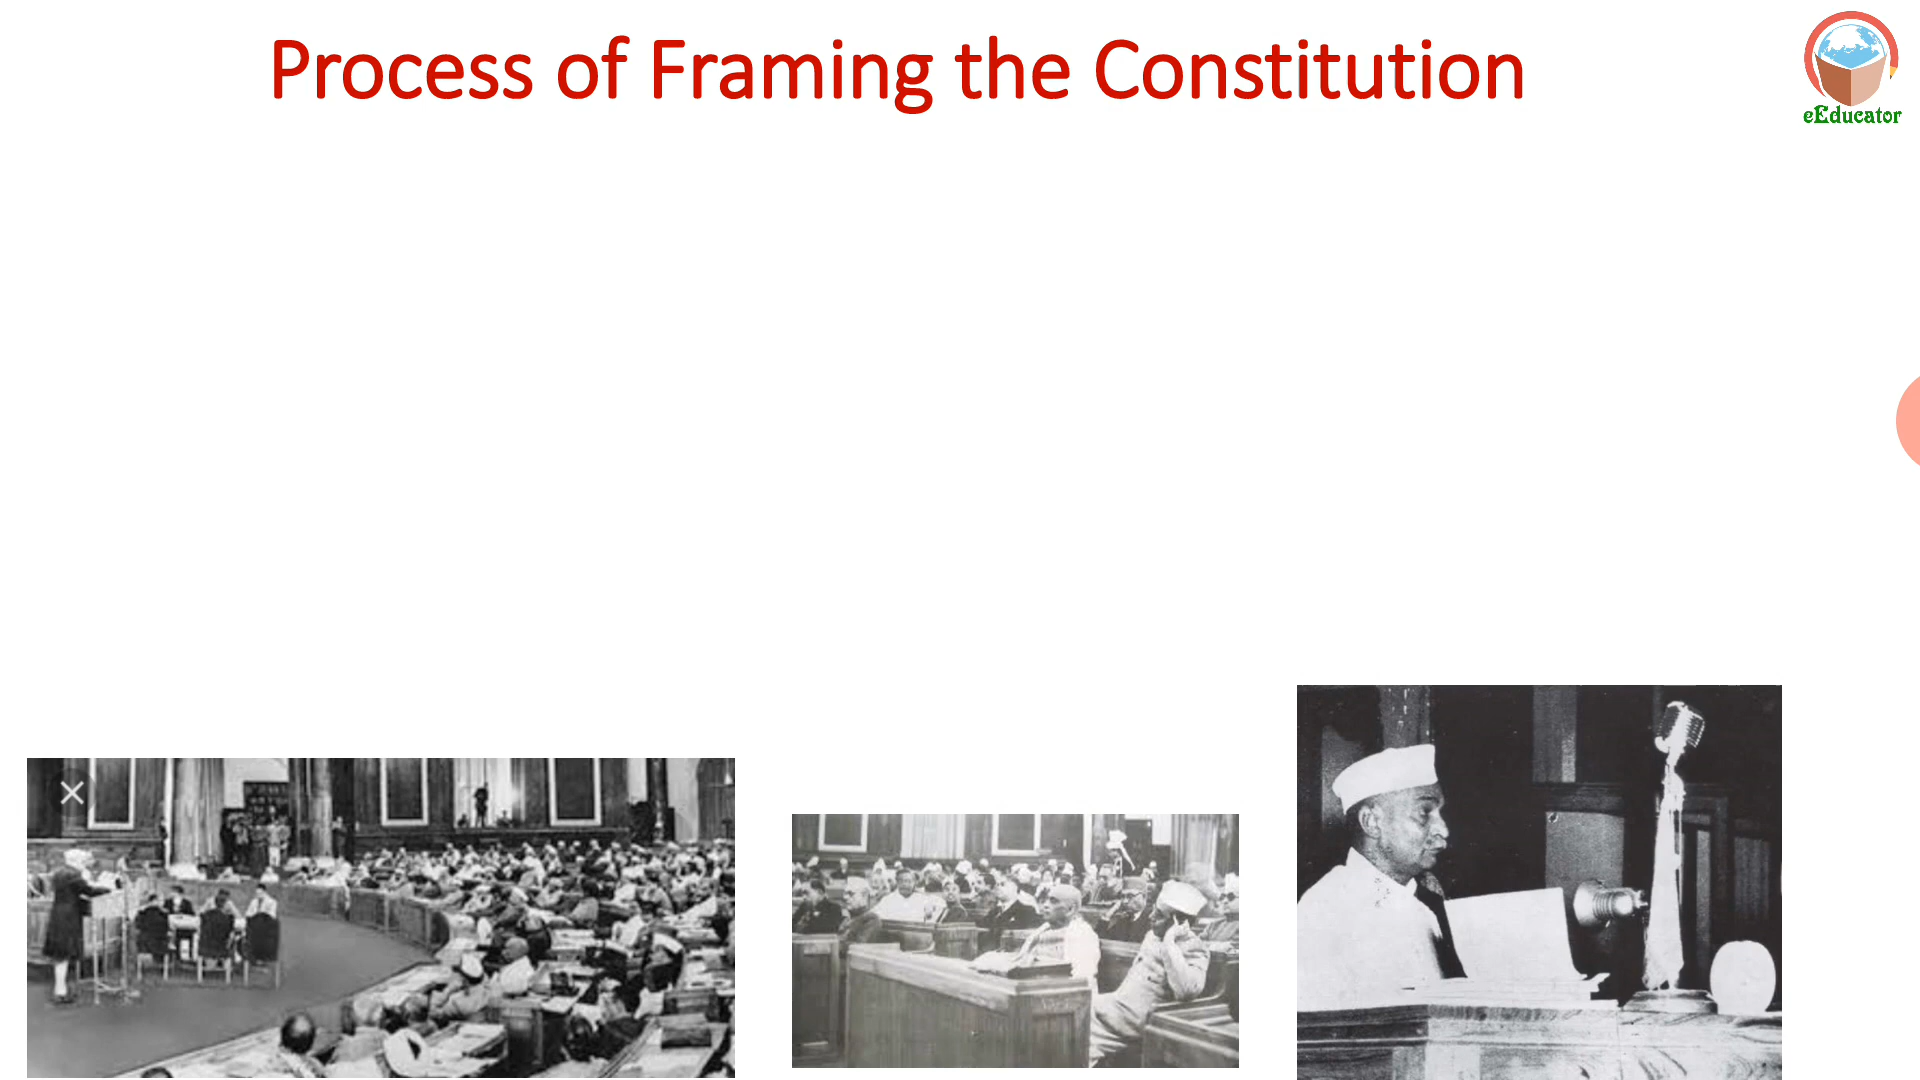 Process of Framing the Constitution
eEducator